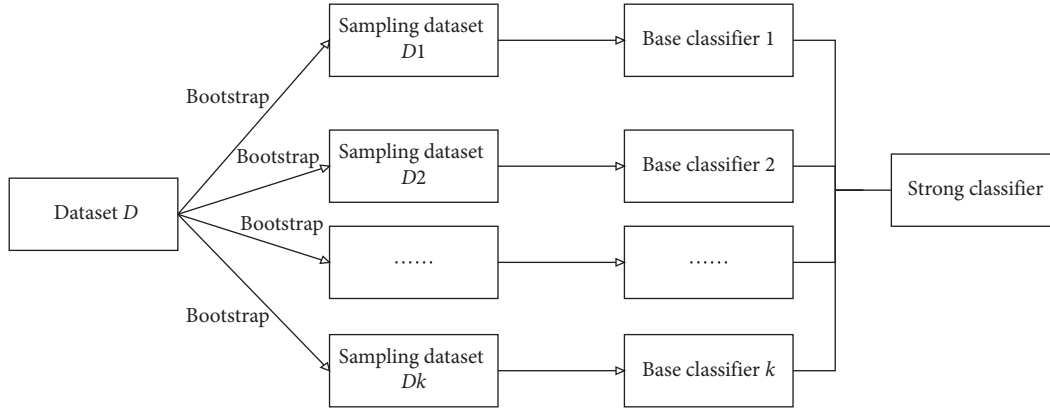 Sampling dataset
D1
Base classifier 1
Bootstrap
Bootstrap
Sampling dataset
D2
Base classifier 2
Strong classifier
Dataset D
Bootstrap
......
......
Bootstrap
Sampling dataset
Dk
Base classifier k